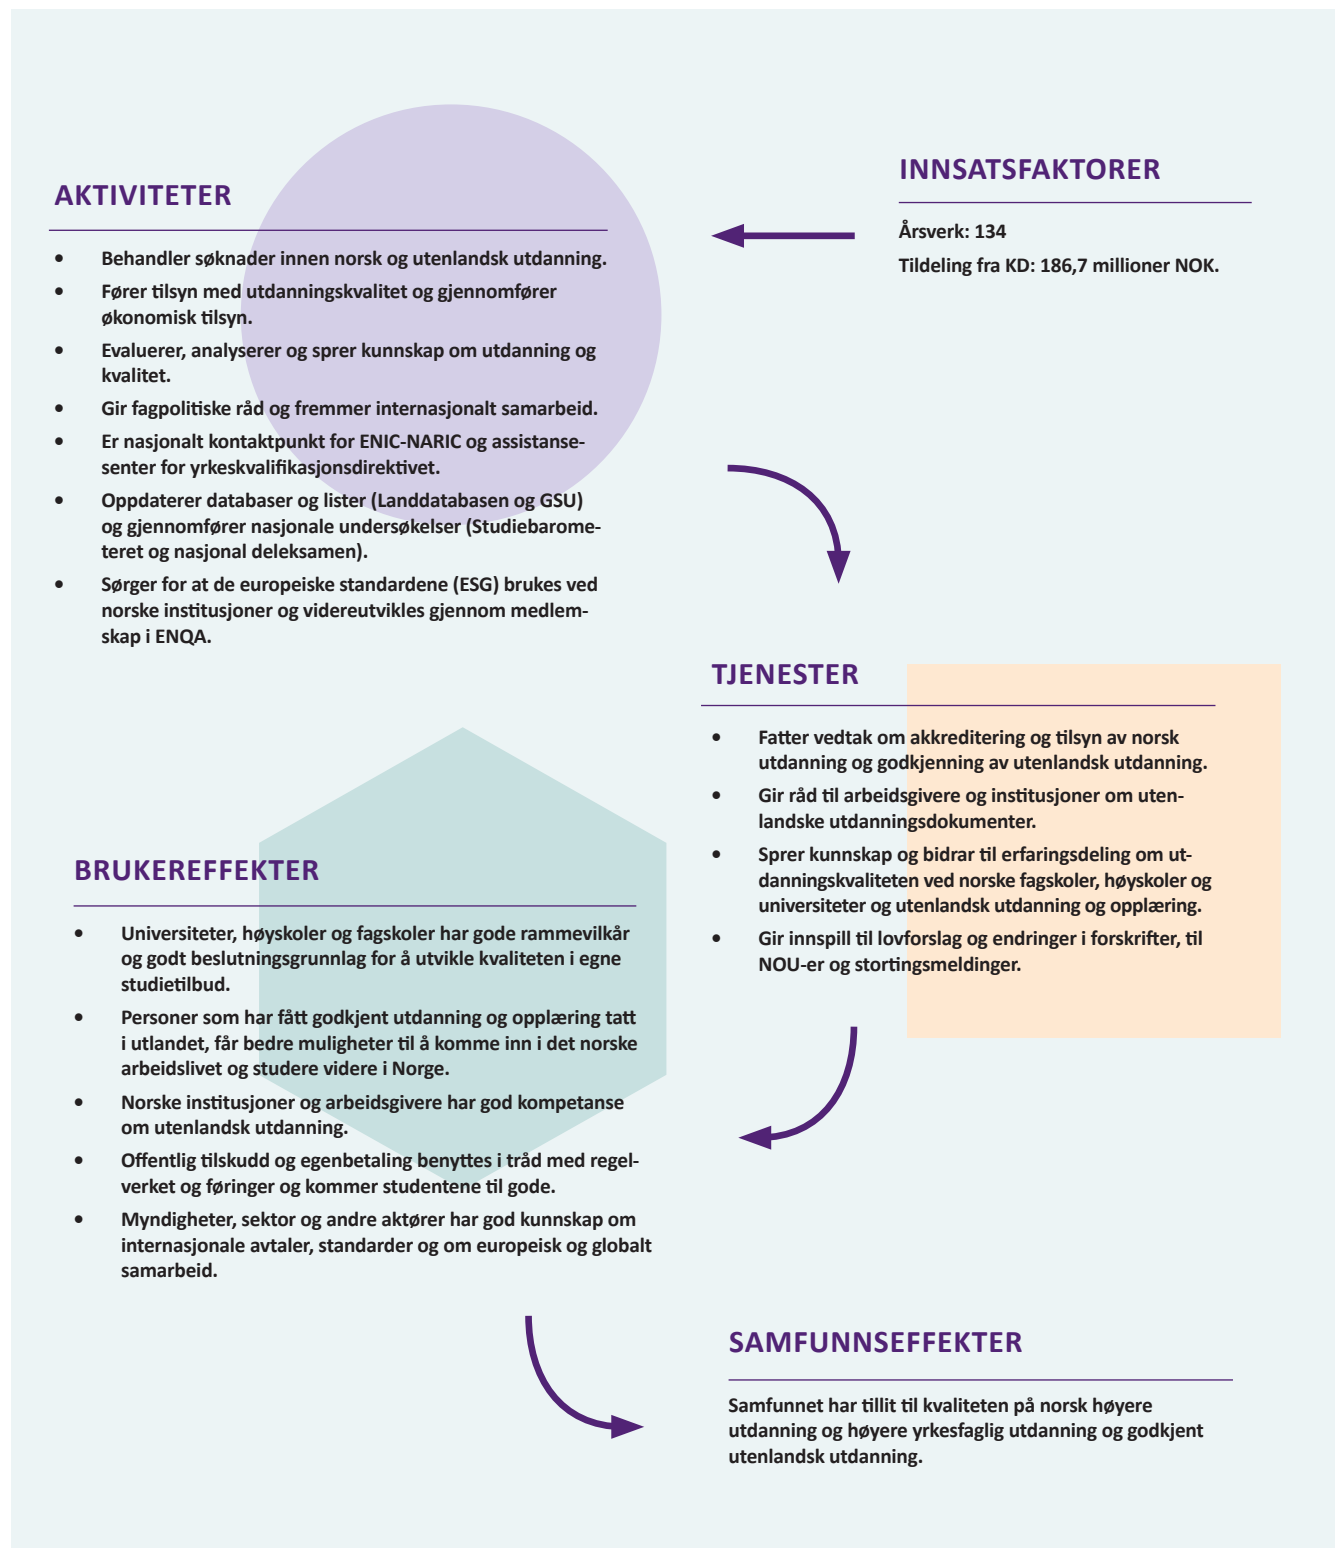 INNSATSFAKTORER
Årsverk: 134
Tildeling fra KD: 186,7 millioner NOK.
AKTIVITETER
• Behandler søknader innen norsk og utenlandsk utdanning.
• Fører tilsyn med utdanningskvalitet og gjennomfører
økonomisk tilsyn.
• Evaluerer, analyserer og sprer kunnskap om utdanning og
kvalitet.
• Gir fagpolitiske råd og fremmer internasjonalt samarbeid.
• Er nasjonalt kontaktpunkt for ENIC-NARIC og assistanse-
senter for yrkeskvalifikasjonsdirektivet.
• Oppdaterer databaser og lister (Landdatabasen og GSU)
og gjennomfører nasjonale undersøkelser (Studiebarome-
teret og nasjonal deleksamen).
• Sørger for at de europeiske standardene (ESG) brukes ved
norske institusjoner og videreutvikles gjennom medlem-
skap i ENQA.
TJENESTER
• Fatter vedtak om akkreditering og tilsyn av norsk
utdanning og godkjenning av utenlandsk utdanning.
• Gir råd til arbeidsgivere og institusjoner om uten-
landske utdanningsdokumenter.
• Sprer kunnskap og bidrar til erfaringsdeling om ut-
danningskvaliteten ved norske fagskoler, høyskoler og
universiteter og utenlandsk utdanning og opplæring.
• Gir innspill til lovforslag og endringer i forskrifter, til
NOU-er og stortingsmeldinger.
BRUKEREFFEKTER
• Universiteter, høyskoler og fagskoler har gode rammevilkår
og godt beslutningsgrunnlag for å utvikle kvaliteten i egne
studietilbud.
• Personer som har fått godkjent utdanning og opplæring tatt
i utlandet, får bedre muligheter til å komme inn i det norske
arbeidslivet og studere videre i Norge.
• Norske institusjoner og arbeidsgivere har god kompetanse
om utenlandsk utdanning.
• Offentlig tilskudd og egenbetaling benyttes i tråd med regel-
verket og føringer og kommer studentene til gode.
• Myndigheter, sektor og andre aktører har god kunnskap om
internasjonale avtaler, standarder og om europeisk og globalt
samarbeid.
SAMFUNNSEFFEKTER
Samfunnet har tillit til kvaliteten på norsk høyere
utdanning og høyere yrkesfaglig utdanning og godkjent
utenlandsk utdanning.